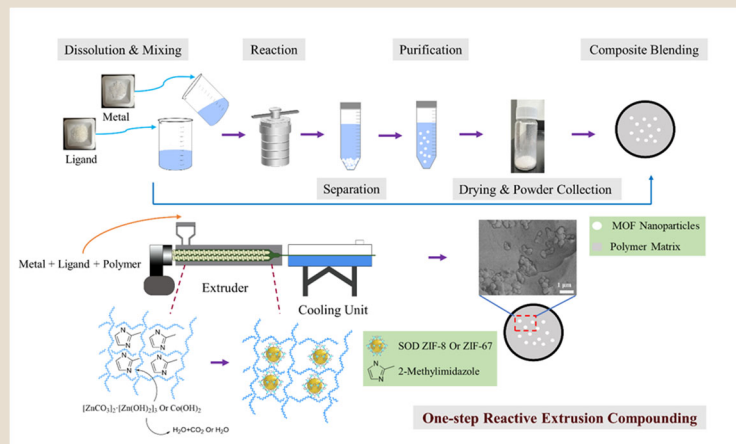 Dissolution & Mixing
Reaction
Purification
Composite Blending
Metal
Ligand
Separation
Drying & Powder Collection
Metal + Ligand + Polymer
Extruder
Cooling Unit
1 μm
MOF Nanoparticles
Polymer Matrix
SOD ZIF-8 Or ZIF-67
2-Methylimidazole
N
N
N
N
N
N
N
N
N
N
[ZnCO₃]₂·[Zn(OH)₂]₃ Or Co(OH)₂
H₂O+CO₂ Or H₂O
One-step Reactive Extrusion Compounding